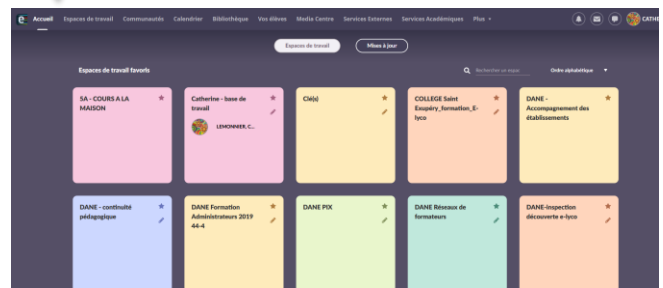 Accueil Espaces de travail Communautés Calendrier Bibliothèque Vos élèves Media Centre Services Externes Services Académiques Plus CATHE
Espaces de travail Mises à jour
Espaces de travail favoris Rechercher un espace Ordre alphabétique
5A - COURS A LA
MAISON
Catherine - base de
travail
LEMONNIER, C...
Clé(s)
COLLEGE Saint
Exupéry_formation_E-
lyco
DANE -
Accompagnement des
établissements
DANE - continuité
pédagogique
DANE Formation
Administrateurs 2019
44-4
DANE PIX
DANE Réseaux de
formateurs
DANE-inspection
découverte e-lyco